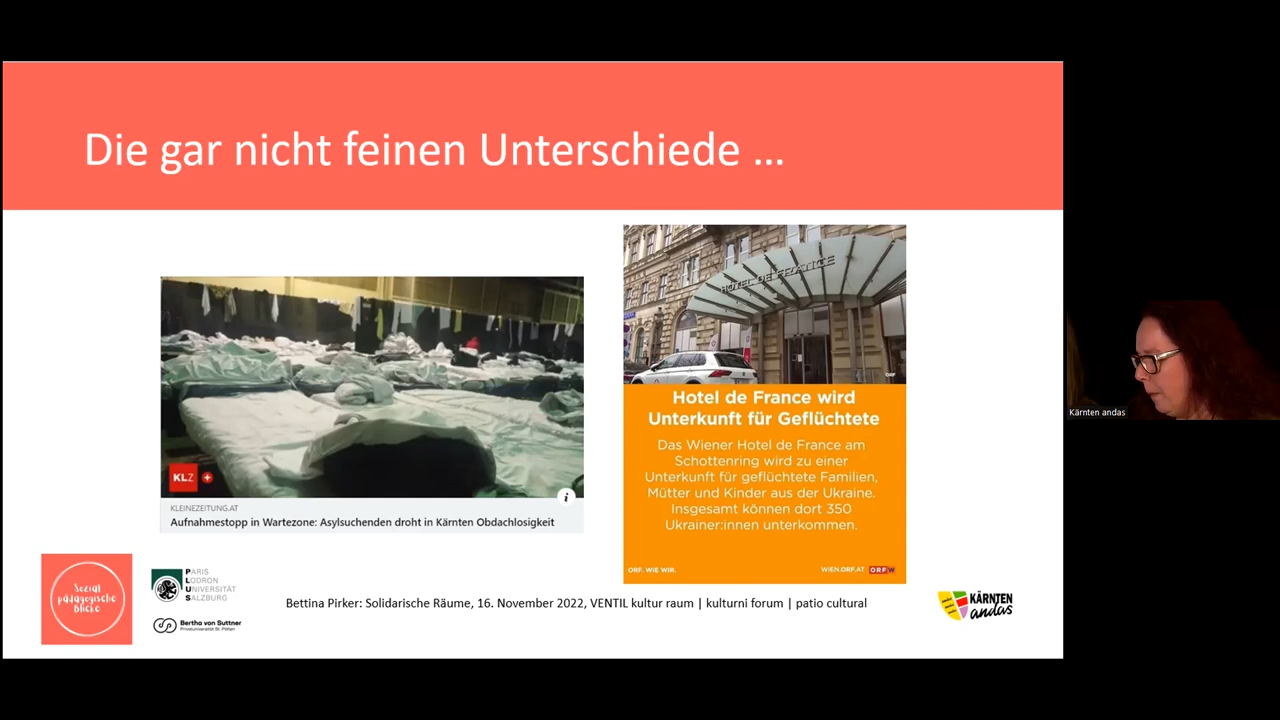 Die gar nicht feinen Unterschiede ...
HOTEL DE FRANCE
ORF
KLZ +
i
KLEINEZEITUNG.AT
Aufnahmestopp in Wartezone: Asylsuchenden droht in Kärnten Obdachlosigkeit
Hotel de France wird
Unterkunft für Geflüchtete
Das Wiener Hotel de France am
Schottenring wird zu einer
Unterkunft für geflüchtete Familien,
Mütter und Kinder aus der Ukraine.
Insgesamt können dort 350
Ukrainer:innen unterkommen.
ORF. WIE WIR.
WIEN.ORF.AT ORF W
Sozial
pädagogische
Blicke
PARIS
LODRON
UNIVERSITÄT
SALZBURG
Bertha von Suttner
Privatuniversität St. Pölten
Bettina Pirker: Solidarische Räume, 16. November 2022, VENTIL kultur raum | kulturni forum | patio cultural
KÄRNTEN
andas
Kärnten andas